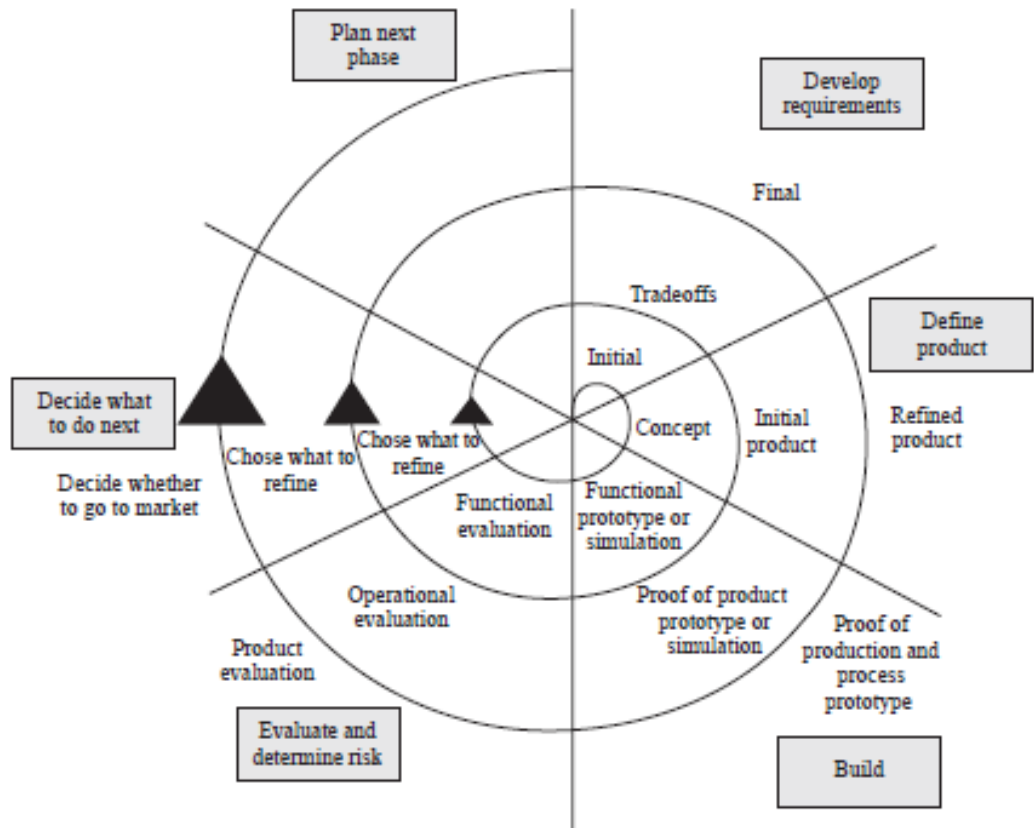 Plan next
phase
Develop
requirements
Final
Tradeoffs
Define
product
Initial
Decide what
to do next
Concept
Initial
product
Refined
product
Chose what to
refine
Chose what to
refine
Decide whether
to go to market
Functional
evaluation
Functional
prototype or
simulation
Operational
evaluation
Proof of product
prototype or
simulation
Proof of
production and
process
prototype
Product
evaluation
Evaluate and
determine risk
Build